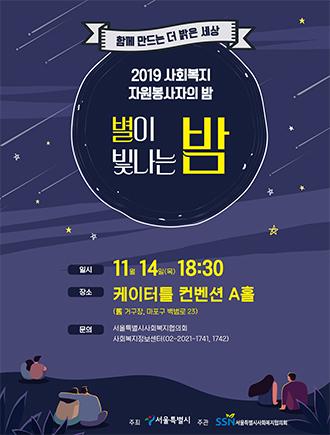 함께 만드는 더 밝은 세상
2019 사회복지
자원봉사자의 밤
별이
빛나는 밤
일시 11월 14일(목) 18:30
장소 케이터틀 컨벤션 A홀
(舊 거구장, 마포구 백범로 23)
문의 서울특별시사회복지협의회
사회복지정보센터(02-2021-1741, 1742)
주최 서울특별시 주관 SSN 서울특별시사회복지협의회